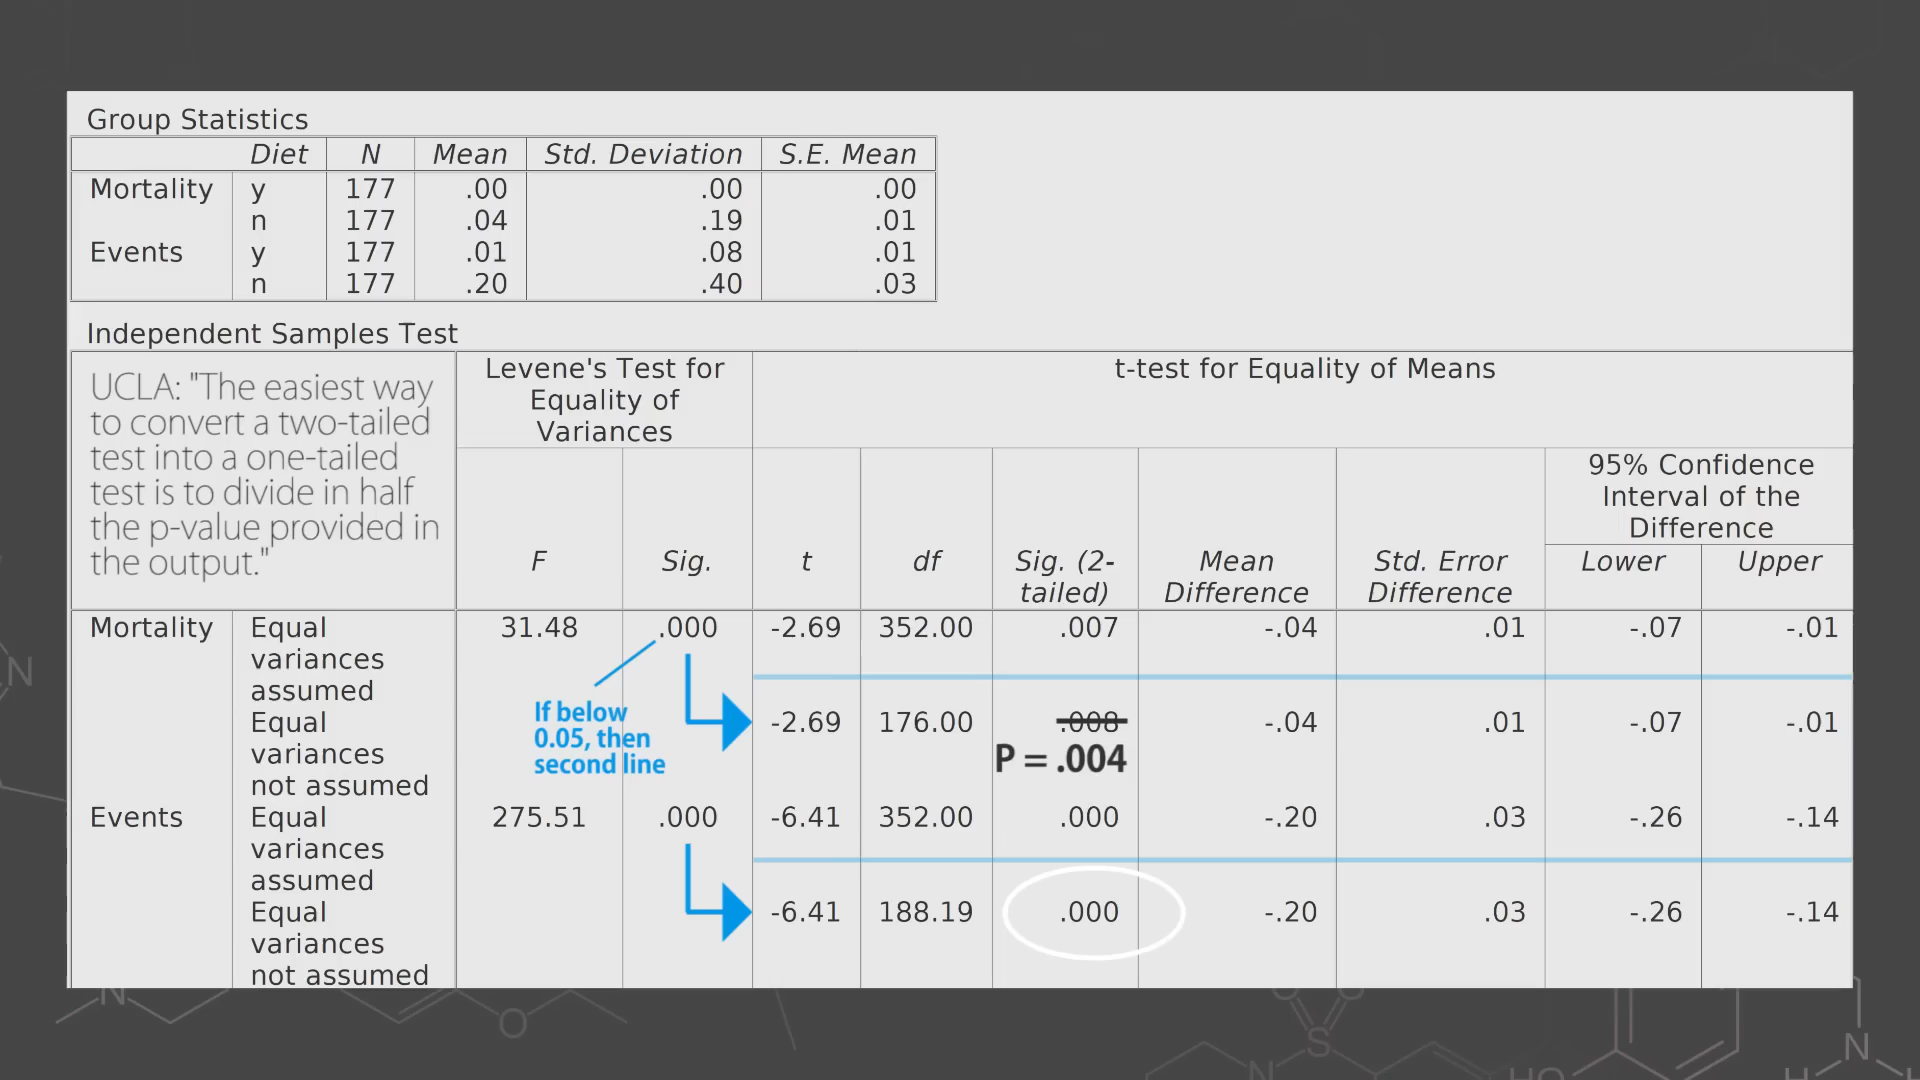 Group Statistics
Diet N Mean Std. Deviation S.E. Mean
Mortality y 177 .00 .00 .00
n 177 .04 .19 .01
Events y 177 .01 .08 .01
n 177 .20 .40 .03
Independent Samples Test
UCLA: "The easiest way
to convert a two-tailed
test into a one-tailed
test is to divide in half
the p-value provided in
the output."
Levene's Test for
Equality of
Variances
t-test for Equality of Means
95% Confidence
Interval of the
Difference
F Sig. t df Sig. (2-
tailed) Mean
Difference Std. Error
Difference Lower Upper
Mortality Equal
variances
assumed
31.48 .000 -2.69 352.00 .007 -.04 .01 -.07 -.01
If below
0.05, then
second line
Equal
variances
not assumed
-2.69 176.00 .008 -.04 .01 -.07 -.01
P = .004
Events Equal
variances
assumed
275.51 .000 -6.41 352.00 .000 -.20 .03 -.26 -.14
Equal
variances
not assumed
-6.41 188.19 .000 -.20 .03 -.26 -.14
N
N
O
S
N
HO
H
N
H